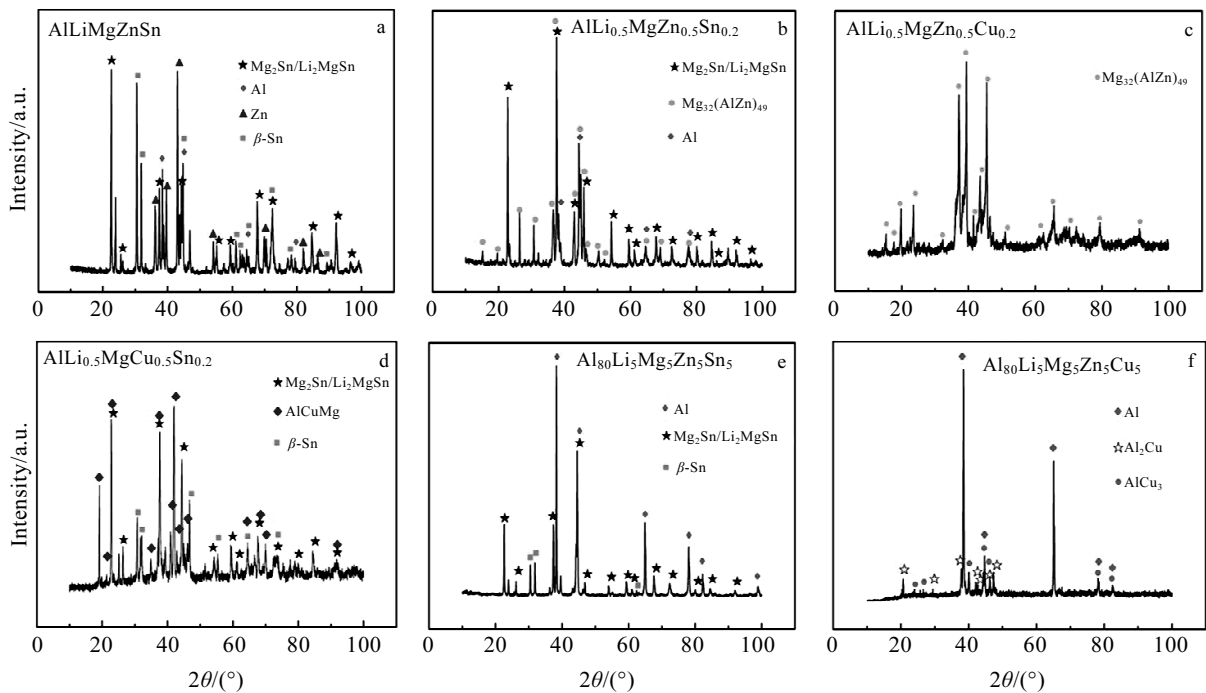 AlLiMgZnSn
a
Mg₂Sn/Li₂MgSn
Al
Zn
β-Sn
Intensity/a.u.
0 20 40 60 80 100
AlLi₀.₅MgZn₀.₅Sn₀.₂
b
Mg₂Sn/Li₂MgSn
Mg₃₂(AlZn)₄₉
Al
0 20 40 60 80 100
AlLi₀.₅MgZn₀.₅Cu₀.₂
c
Mg₃₂(AlZn)₄₉
0 20 40 60 80 100
AlLi₀.₅MgCu₀.₅Sn₀.₂
d
Mg₂Sn/Li₂MgSn
AlCuMg
β-Sn
Intensity/a.u.
0 20 40 60 80 100
2θ/(°)
Al₈₀Li₅Mg₅Zn₅Sn₅
e
Al
Mg₂Sn/Li₂MgSn
β-Sn
0 20 40 60 80 100
2θ/(°)
Al₈₀Li₅Mg₅Zn₅Cu₅
f
Al
Al₂Cu
AlCu₃
0 20 40 60 80 100
2θ/(°)